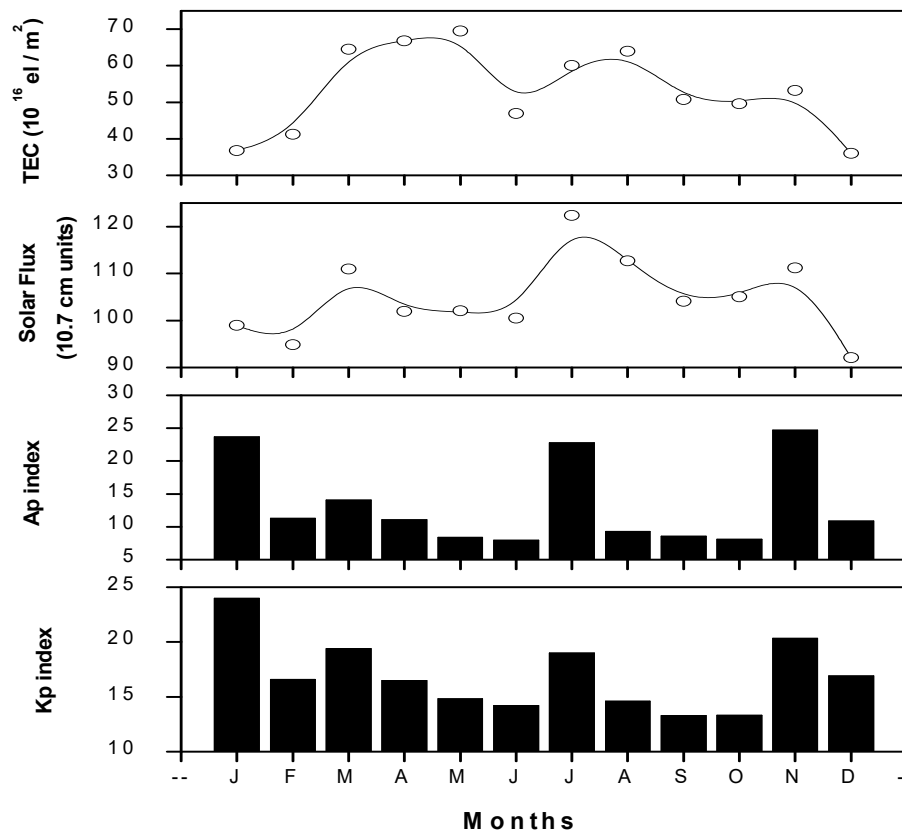 TEC (10 16 el / m 2)
70
60
50
40
30
Solar Flux
(10.7 cm units)
120
110
100
90
Ap index
30
25
20
15
10
5
Kp index
25
20
15
10
-- J F M A M J J A S O N D -
Months